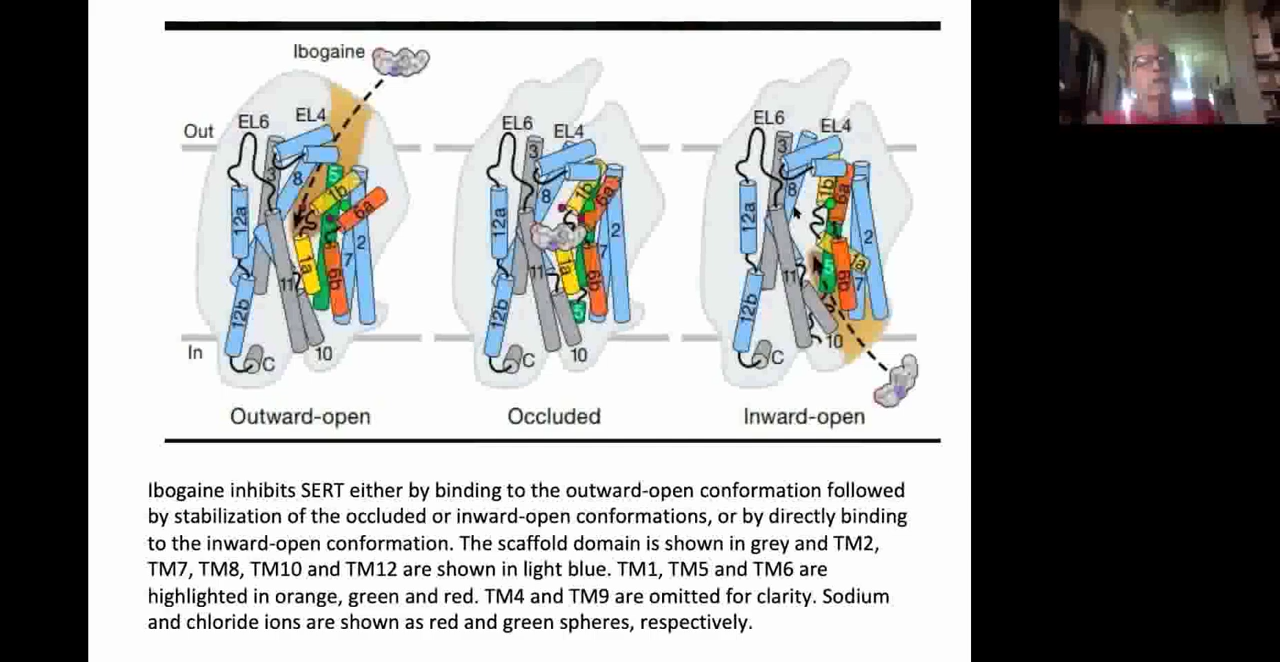 Ibogaine
EL6 EL4
Out
3
8
5
1b
6a
12a
2
7
1a
6b
11
12b
In
C
10
Outward-open
EL6 EL4
3
8
1b
6a
12a
2
7
11
1a
6b
12b
5
C
10
Occluded
EL6 EL4
3
8
1b
6a
12a
2
1a
5
6b
7
11
12b
10
C
Inward-open
Ibogaine inhibits SERT either by binding to the outward-open conformation followed
by stabilization of the occluded or inward-open conformations, or by directly binding
to the inward-open conformation. The scaffold domain is shown in grey and TM2,
TM7, TM8, TM10 and TM12 are shown in light blue. TM1, TM5 and TM6 are
highlighted in orange, green and red. TM4 and TM9 are omitted for clarity. Sodium
and chloride ions are shown as red and green spheres, respectively.